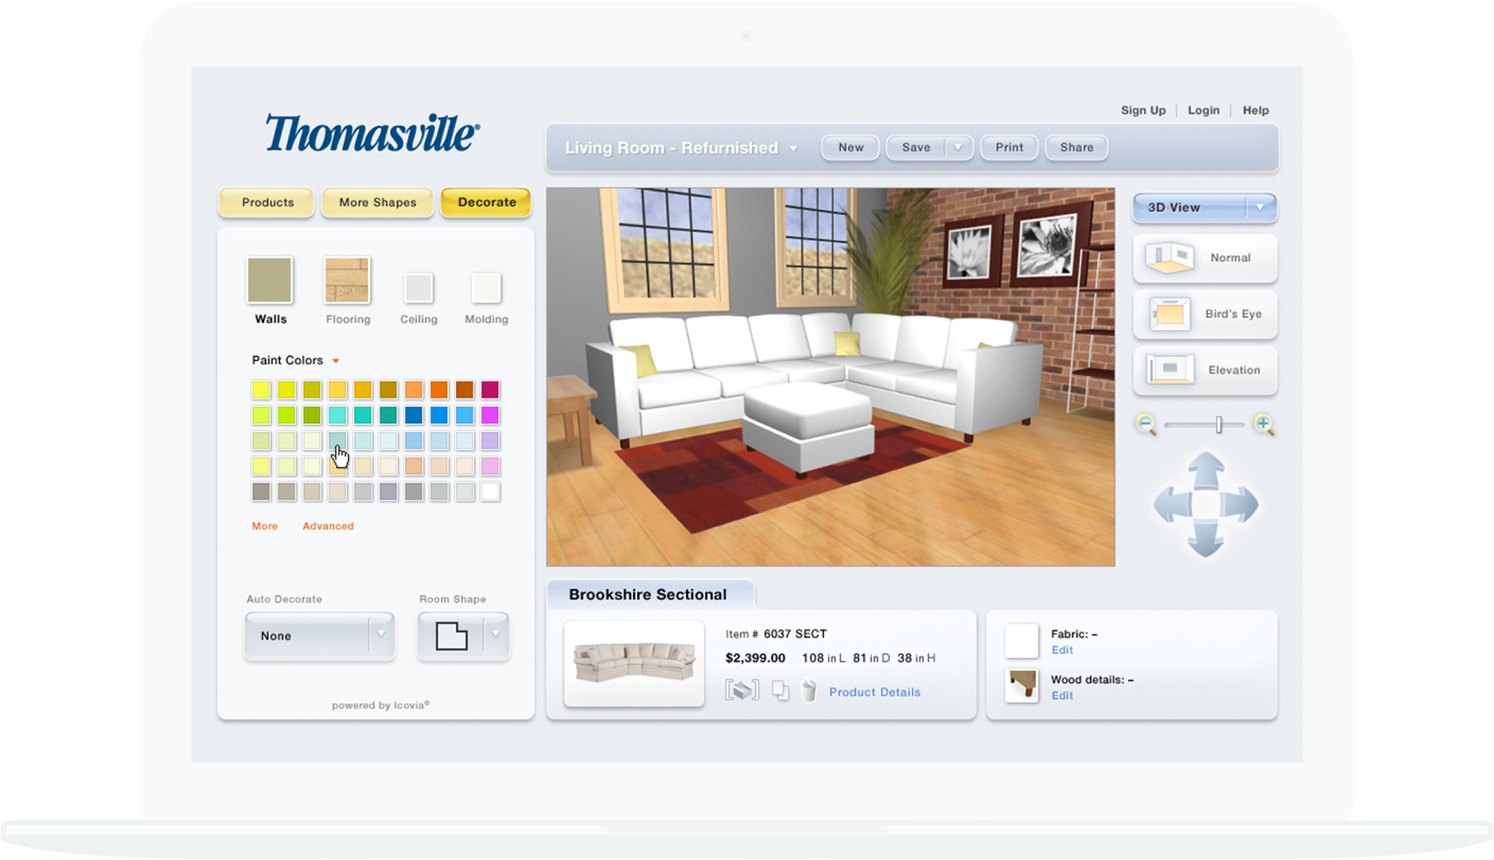 Sign Up Login Help
Thomasville®
Living Room - Refurnished New Save Print Share
Products More Shapes Decorate
3D View
Normal
Bird's Eye
Elevation
Walls Flooring Ceiling Molding
Paint Colors
More Advanced
Auto Decorate Room Shape
None
powered by Icovia®
Brookshire Sectional
Item # 6037 SECT
$2,399.00 108 in L 81 in D 38 in H
Product Details
Fabric: –
Edit
Wood details: –
Edit